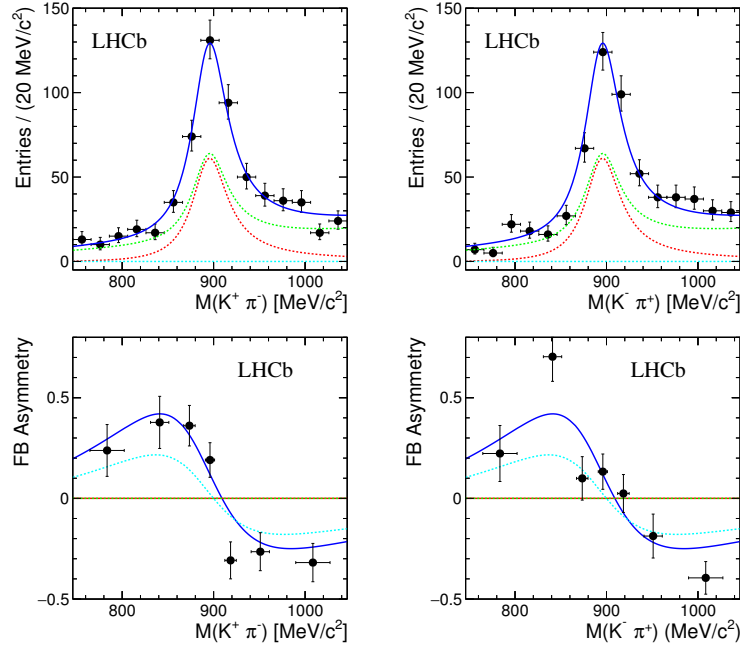 Entries / (20 MeV/c²)
150
100
50
0
LHCb
800 900 1000
M(K⁺ π⁻) [MeV/c²]
Entries / (20 MeV/c²)
150
100
50
0
LHCb
800 900 1000
M(K⁻ π⁺) [MeV/c²]
FB Asymmetry
0.5
0
−0.5
LHCb
800 900 1000
M(K⁺ π⁻) [MeV/c²]
FB Asymmetry
0.5
0
−0.5
LHCb
800 900 1000
M(K⁻ π⁺) (MeV/c²)